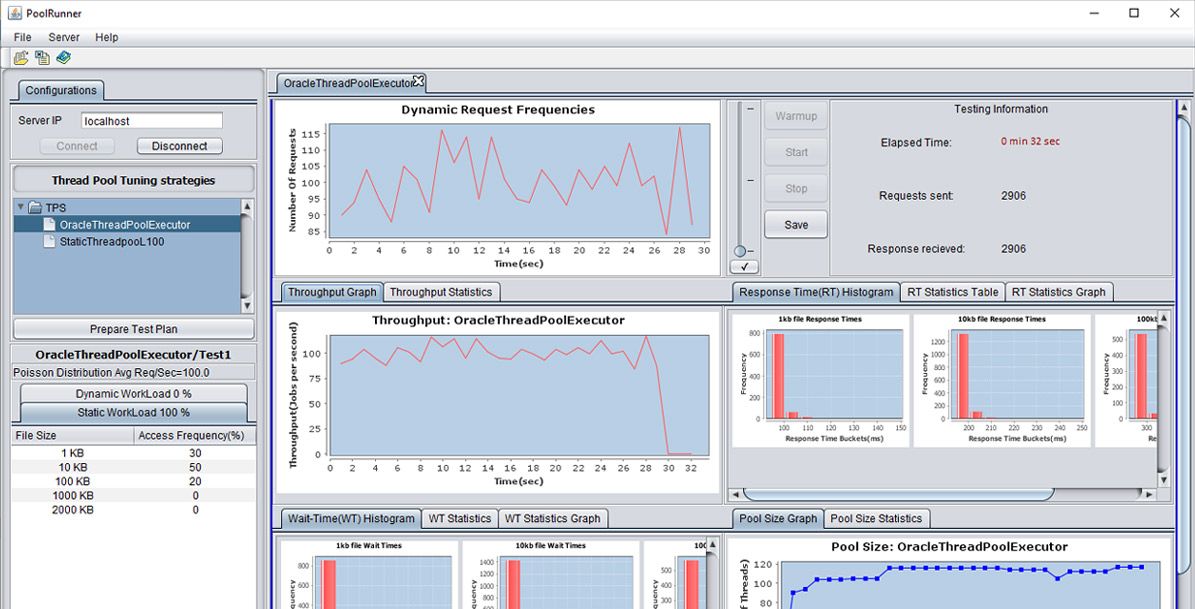 PoolRunner
File Server Help
Configurations
Server IP localhost
Connect Disconnect
Thread Pool Tuning strategies
TPS
OracleThreadPoolExecutor
StaticThreadpooL100
Prepare Test Plan
OracleThreadPoolExecutor/Test1
Poisson Distribution Avg Req/Sec=100.0
Dynamic WorkLoad 0 %
Static WorkLoad 100 %
File Size Access Frequency(%)
1 KB 30
10 KB 50
100 KB 20
1000 KB 0
2000 KB 0
OracleThreadPoolExecutor
Dynamic Request Frequencies
Number Of Requests
115
110
105
100
95
90
85
0 2 4 6 8 10 12 14 16 18 20 22 24 26 28 30
Time(sec)
Warmup
Start
Stop
Save
Testing Information
Elapsed Time: 0 min 32 sec
Requests sent: 2906
Response recieved: 2906
Throughput Graph Throughput Statistics
Throughput: OracleThreadPoolExecutor
Throughput(Jobs per second)
100
75
50
25
0
0 2 4 6 8 10 12 14 16 18 20 22 24 26 28 30 32
Time(sec)
Response Time(RT) Histogram RT Statistics Table RT Statistics Graph
1kb file Response Times
Frequency
800
600
400
200
0
100 110 120 130 140 150
Response Time Buckets(ms)
10kb file Response Times
Frequency
1200
1000
800
600
400
200
0
200 210 220 230 240 250
Response Time Buckets(ms)
100k
Frequency
500
400
300
200
100
0
300
Re
Wait-Time(WT) Histogram WT Statistics WT Statistics Graph
1kb file Wait Times
800
600
400
10kb file Wait Times
1400
1200
1000
800
600
100
500
400
300
Pool Size Graph Pool Size Statistics
Pool Size: OracleThreadPoolExecutor
f Threads)
120
100
80